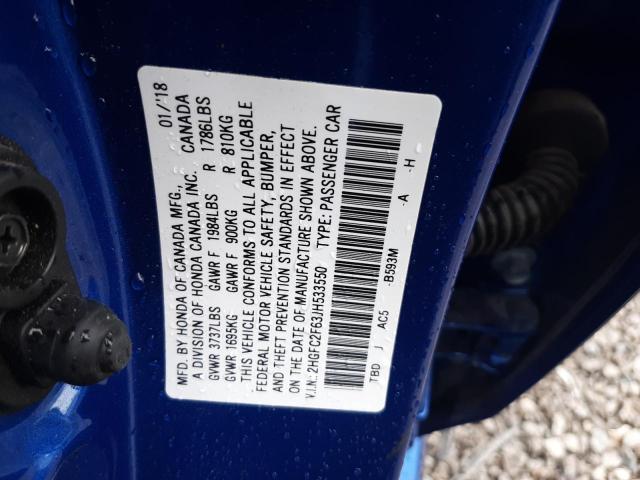 MFD. BY HONDA OF CANADA MFG., 01/'18
A DIVISION OF HONDA CANADA INC. CANADA
GVWR 3737LBS GAWR F 1984LBS R 1786LBS
GVWR 1695KG GAWR F 900KG R 810KG
THIS VEHICLE CONFORMS TO ALL APPLICABLE
FEDERAL MOTOR VEHICLE SAFETY, BUMPER,
AND THEFT PREVENTION STANDARDS IN EFFECT
ON THE DATE OF MANUFACTURE SHOWN ABOVE.
V.I.N: 2HGFC2F63JH533550 TYPE: PASSENGER CAR
TBD J AC5 -B593M -A -H